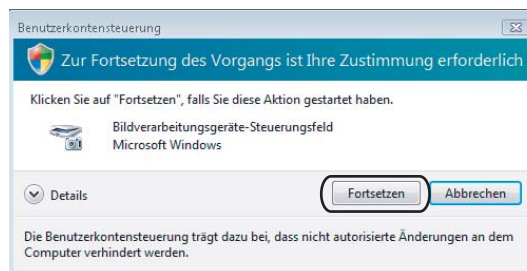 Benutzerkontensteuerung
Zur Fortsetzung des Vorgangs ist Ihre Zustimmung erforderlich
Klicken Sie auf "Fortsetzen", falls Sie diese Aktion gestartet haben.
Bildverarbeitungsgeräte-Steuerungsfeld
Microsoft Windows
Details
Fortsetzen
Abbrechen
Die Benutzerkontensteuerung trägt dazu bei, dass nicht autorisierte Änderungen an dem
Computer verhindert werden.